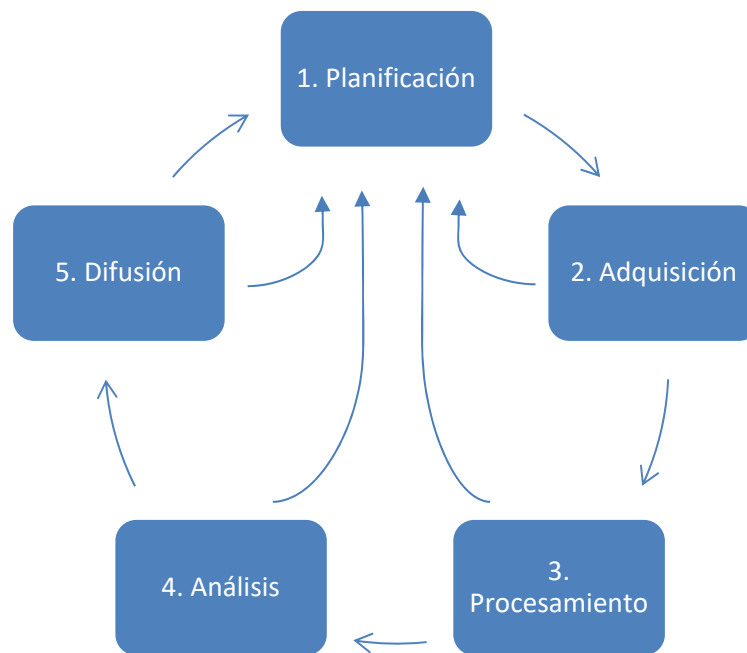 1. Planificación
2. Adquisición
3.
Procesamiento
4. Análisis
5. Difusión